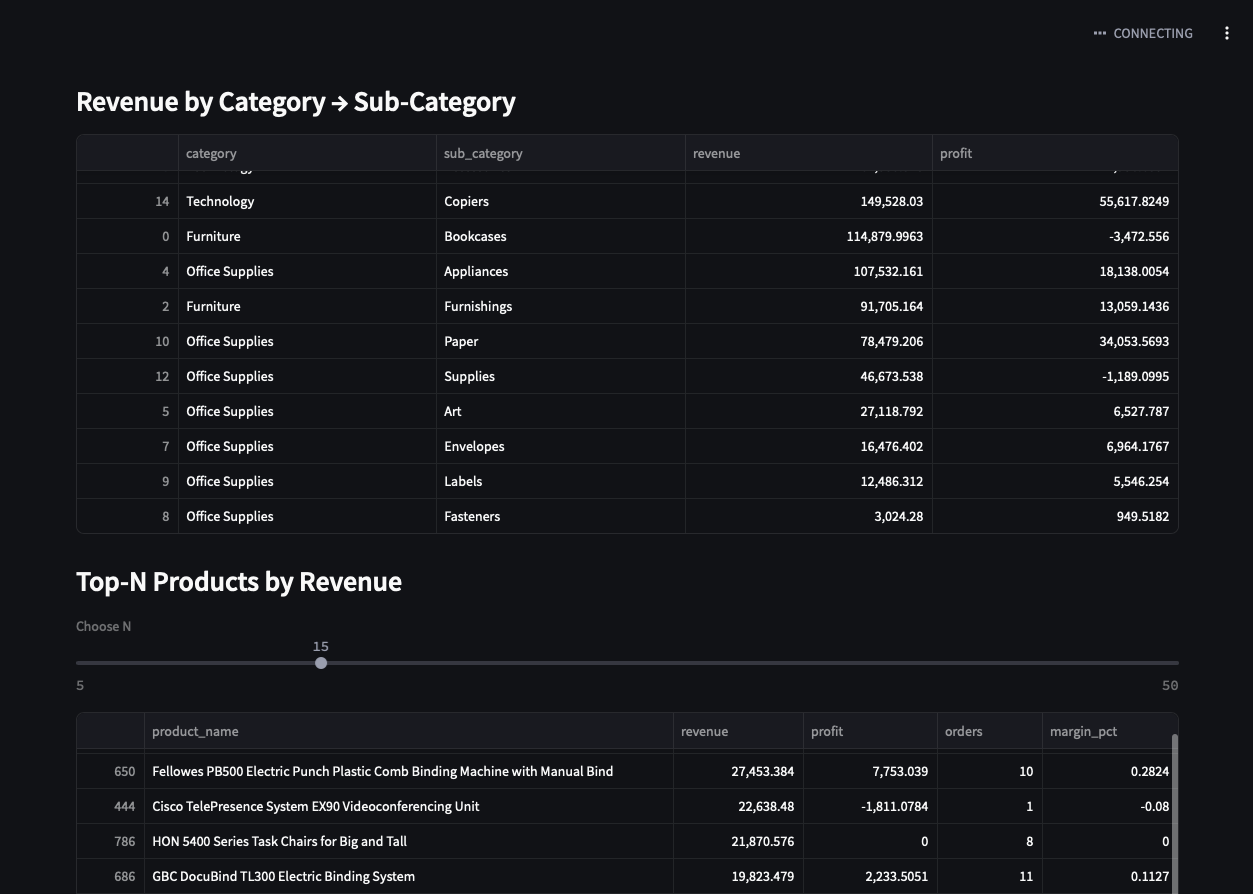 CONNECTING
Revenue by Category → Sub-Category
category sub_category revenue profit
14 Technology Copiers 149,528.03 55,617.8249
0 Furniture Bookcases 114,879.9963 -3,472.556
4 Office Supplies Appliances 107,532.161 18,138.0054
2 Furniture Furnishings 91,705.164 13,059.1436
10 Office Supplies Paper 78,479.206 34,053.5693
12 Office Supplies Supplies 46,673.538 -1,189.0995
5 Office Supplies Art 27,118.792 6,527.787
7 Office Supplies Envelopes 16,476.402 6,964.1767
9 Office Supplies Labels 12,486.312 5,546.254
8 Office Supplies Fasteners 3,024.28 949.5182
Top-N Products by Revenue
Choose N
15
5 50
product_name revenue profit orders margin_pct
650 Fellowes PB500 Electric Punch Plastic Comb Binding Machine with Manual Bind 27,453.384 7,753.039 10 0.2824
444 Cisco TelePresence System EX90 Videoconferencing Unit 22,638.48 -1,811.0784 1 -0.08
786 HON 5400 Series Task Chairs for Big and Tall 21,870.576 0 8 0
686 GBC DocuBind TL300 Electric Binding System 19,823.479 2,233.5051 11 0.1127